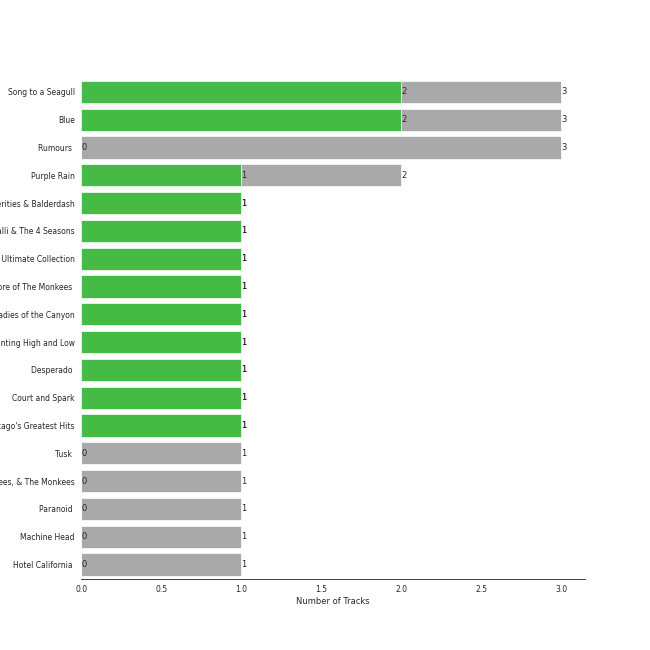 Song to a Seagull 2 3
Blue 2 3
Rumours 0 3
Purple Rain 1 2
erities & Balderdash 1
alli & The 4 Seasons 1
Ultimate Collection 1
ore of The Monkees 1
adies of the Canyon 1
nting High and Low 1
Desperado 1
Court and Spark 1
cago's Greatest Hits 1
Tusk 0 1
ees, & The Monkees 0 1
Paranoid 0 1
Machine Head 0 1
Hotel California 0 1
0.0 0.5 1.0 1.5 2.0 2.5 3.0
Number of Tracks